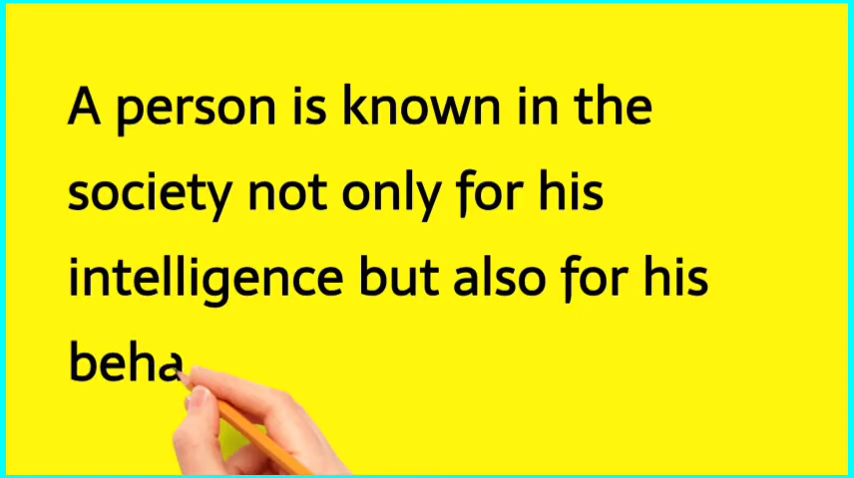 A person is known in the
society not only for his
intelligence but also for his
beha